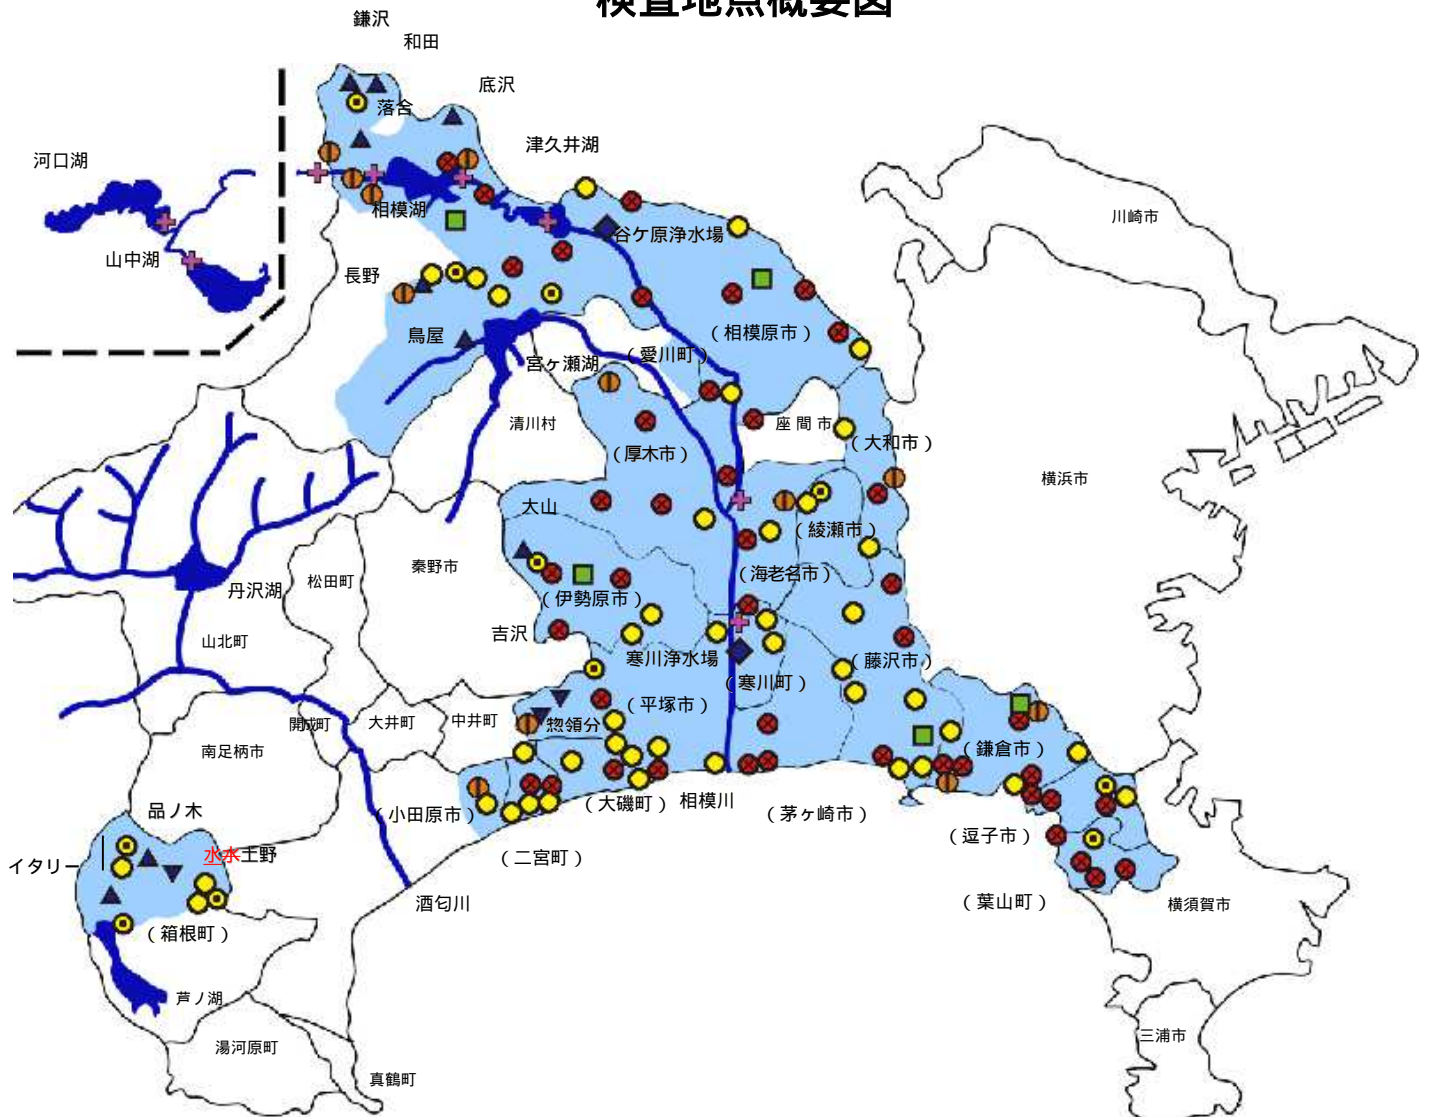 検査地点概要図
鎌沢
和田
底沢
落合
津久井湖
河口湖
相模湖
川崎市
谷ケ原浄水場
山中湖
長野
鳥屋
(相模原市)
(愛川町)
宮ヶ瀬湖
清川村
座間市
(大和市)
(厚木市)
横浜市
大山
(綾瀬市)
秦野市
(海老名市)
松田町
丹沢湖
(伊勢原市)
山北町
吉沢
寒川浄水場
(藤沢市)
(寒川町)
(平塚市)
開成町
大井町
中井町
惣領分
南足柄市
(鎌倉市)
品ノ木
(小田原市)
(大磯町)
相模川
(茅ヶ崎市)
(逗子市)
イタリー
水水土野
(二宮町)
酒匂川
(葉山町)
横須賀市
(箱根町)
芦ノ湖
三浦市
湯河原町
真鶴町